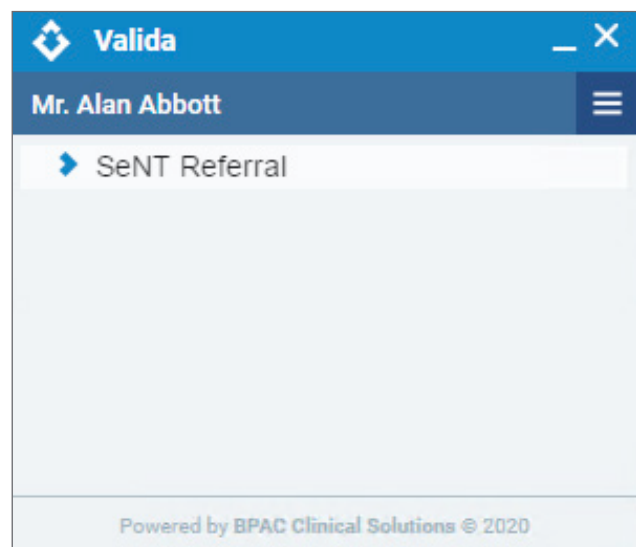 Valida
Mr. Alan Abbott
SeNT Referral
Powered by BPAC Clinical Solutions © 2020